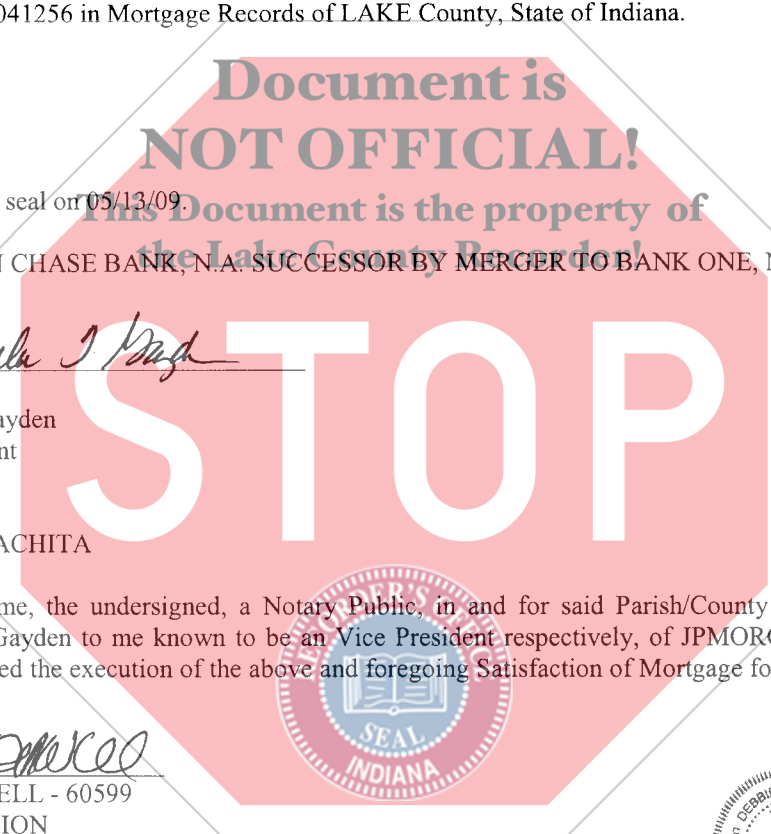 041256 in Mortgage Records of LAKE County, State of Indiana.
Document is
NOT OFFICIAL!
seal on 05/13/09.
This Document is the property of
the Lake County Recorder!
CHASE BANK, N.A. SUCCESSOR BY MERGER TO BANK ONE, N
STOP
ayden
nt
ACHITA
me, the undersigned, a Notary Public, in and for said Parish/County
Gayden to me known to be an Vice President respectively, of JPMORG
ed the execution of the above and foregoing Satisfaction of Mortgage fo
SEAL
INDIANA
ELL - 60599
ION
DEBBI